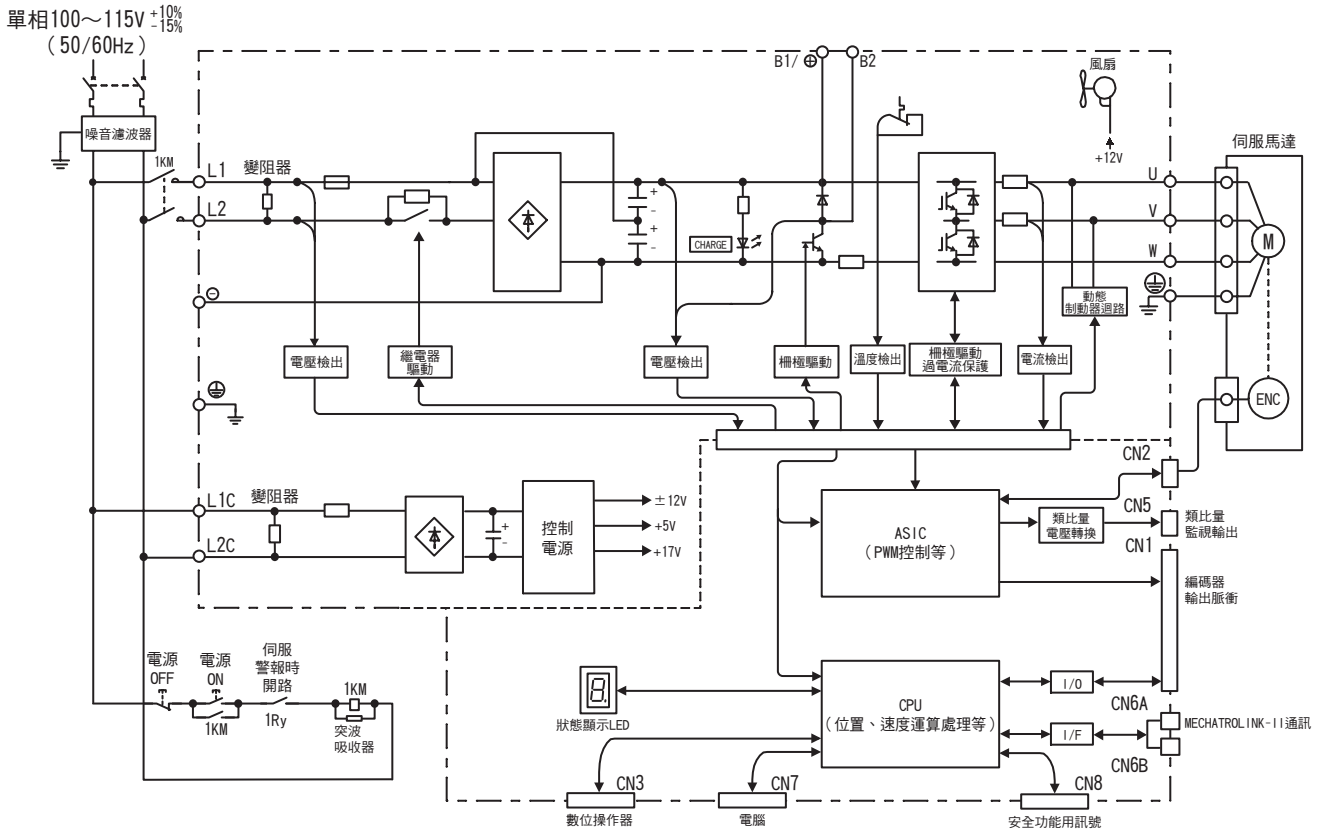 單相100～115V +10% -15%
(50/60Hz)
噪音濾波器
1KM
L1
變阻器
L2
⊖
B1/⊕
B2
風扇
+12V
伺服馬達
U
V
W
M
ENC
CHARGE
+
-
+
-
動態
制動器迴路
電壓檢出
繼電器
驅動
電壓檢出
柵極驅動
溫度檢出
柵極驅動
過電流保護
電流檢出
L1C
變阻器
L2C
+
-
控制
電源
±12V
+5V
+17V
ASIC
(PWM控制等)
類比量
電壓轉換
CN2
CN5
類比量
監視輸出
CN1
編碼器
輸出脈衝
電源
OFF
電源
ON
1KM
伺服
警報時
開路
1Ry
1KM
突波
吸收器
8.
狀態顯示LED
CPU
(位置、速度運算處理等)
I/O
I/F
CN6A
MECHATROLINK-II通訊
CN6B
CN3
數位操作器
CN7
電腦
CN8
安全功能用訊號